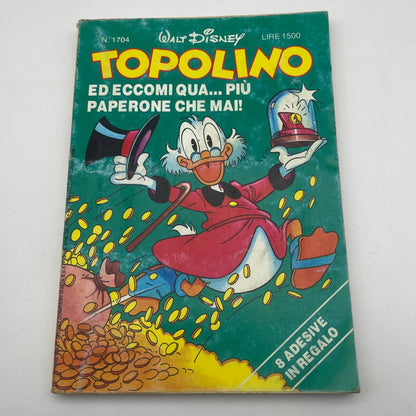 N. 1704
WALT DISNEY
LIRE 1500
TOPOLINO
ED ECCOMI QUA... PIÙ
PAPERONE CHE MAI!
8 ADESIVE
IN REGALO